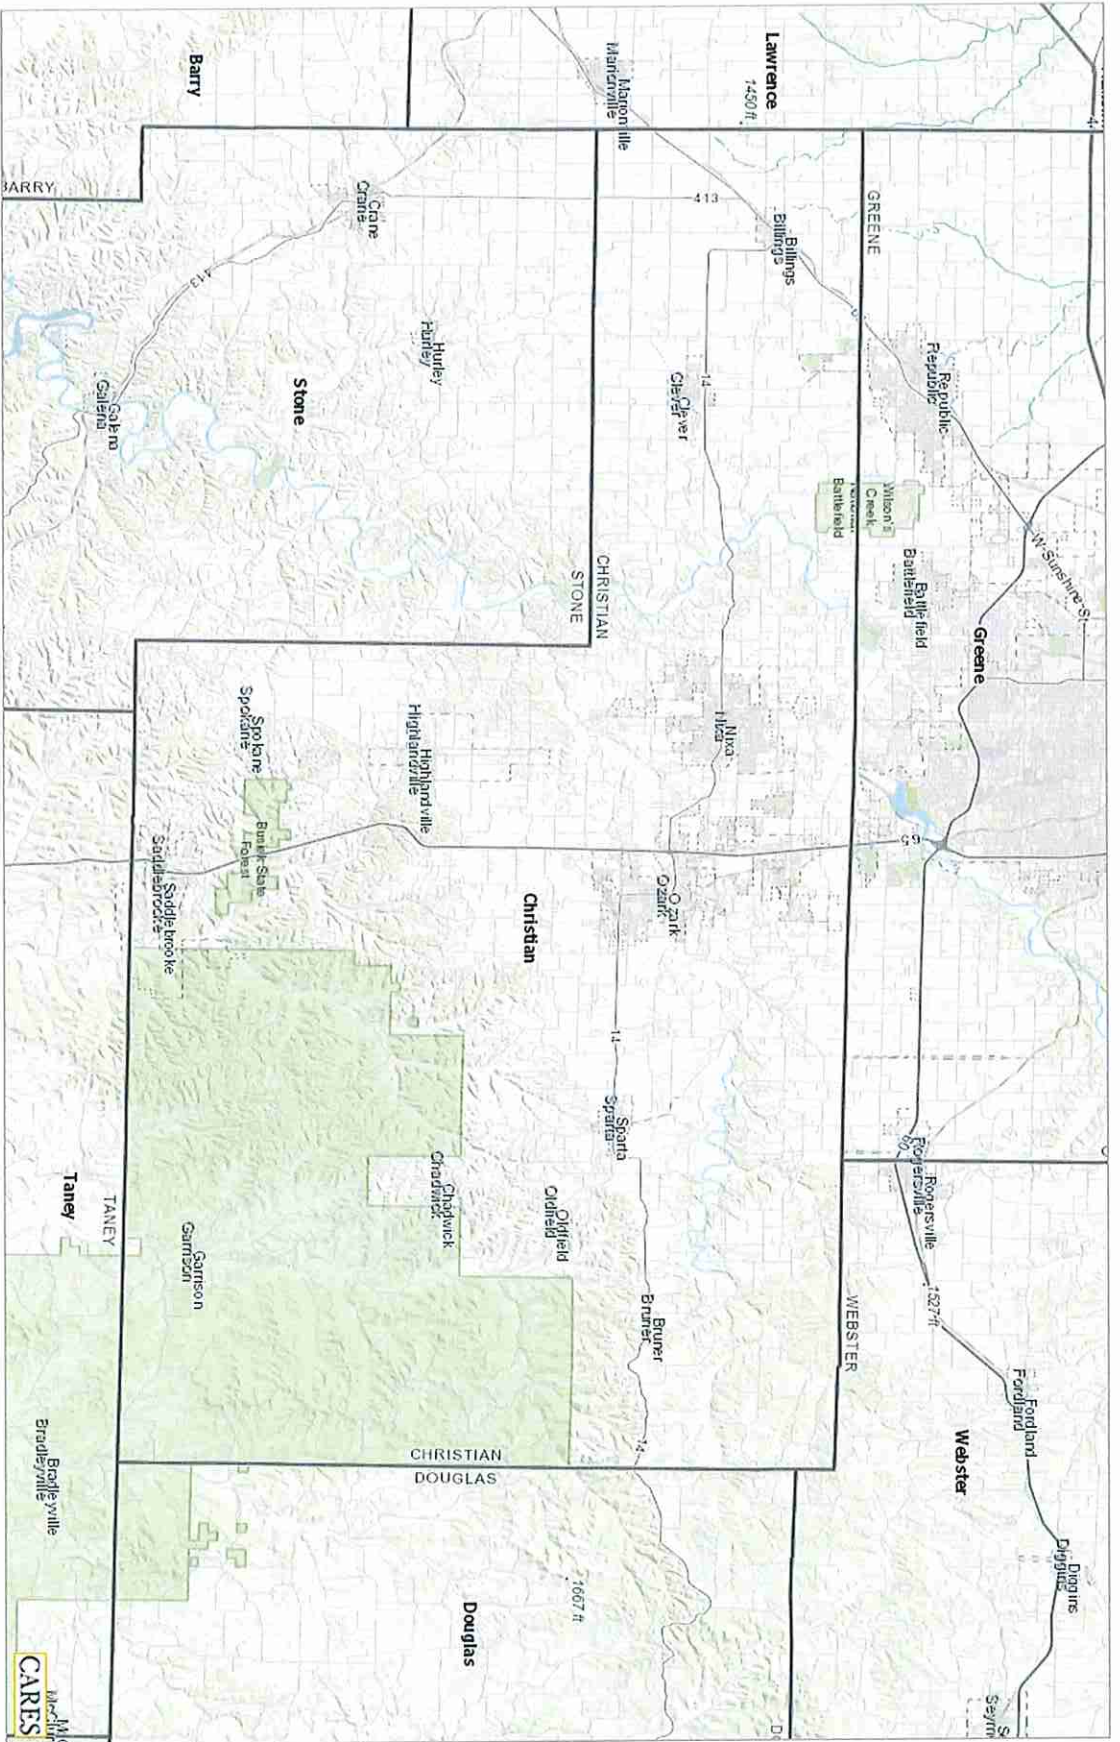 44
Diggins
Diggins
W Sunshine St
Fordland
Fordland
Seym
Greene
Webster
Republic
Republic
Battlefield
Battlefield
65
60
Rogersville
Rogersville
1527 ft
GREENE
Wilson's
Creek
National
Battlefield
WEBSTER
Lawrence
1450 ft
Billings
Billings
413
14
Clever
Clever
Nixa
Nixa
Ozark
Ozark
Marionville
Marionville
14
Sparta
Sparta
Bruner
Bruner
14
CHRISTIAN
STONE
1667 ft
Oldfield
Oldfield
Christian
Hurley
Hurley
Highlandville
Highlandville
Chadwick
Chadwick
CHRISTIAN
DOUGLAS
Douglas
Crane
Crane
Stone
Spokane
Spokane
Busiek State
Forest
Barry
413
Saddlebrooke
Saddlebrooke
Garrison
Garrison
Galena
Galena
TANEY
Taney
BARRY
Bradleyville
Bradleyville
CARES